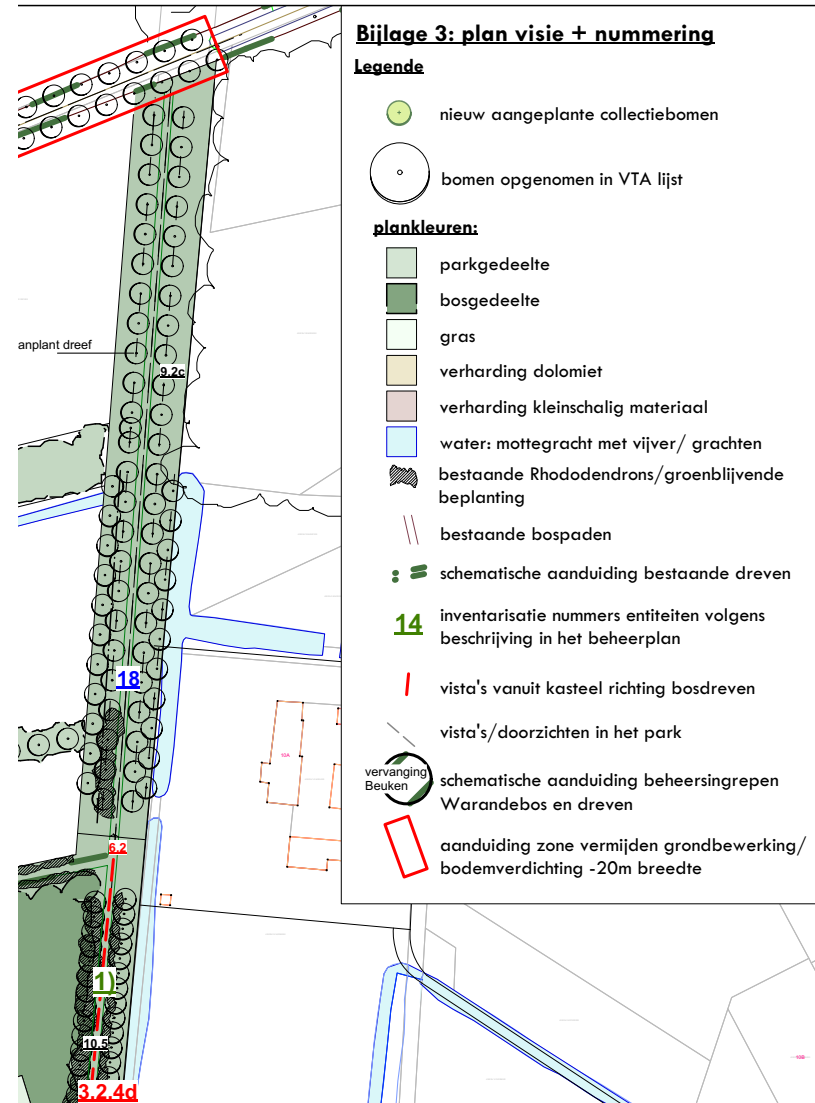 Bijlage 3: plan visie + nummering
Legende
nieuw aangeplante collectiebomen
bomen opgenomen in VTA lijst
plankleuren:
parkgedeelte
bosgedeelte
gras
verharding dolomiet
verharding kleinschalig materiaal
water: mottegracht met vijver/ grachten
bestaande Rhododendrons/groenblijvende
beplanting
bestaande bospaden
schematische aanduiding bestaande dreven
14
inventarisatie nummers entiteiten volgens
beschrijving in het beheerplan
vista's vanuit kasteel richting bosdreven
vista's/doorzichten in het park
vervanging
Beuken
schematische aanduiding beheersingrepen
Warandebos en dreven
aanduiding zone vermijden grondbewerking/
bodemverdichting -20m breedte
anplant dreef
9.2c
18
10A
6.2
1)
10.5
3.2.4d